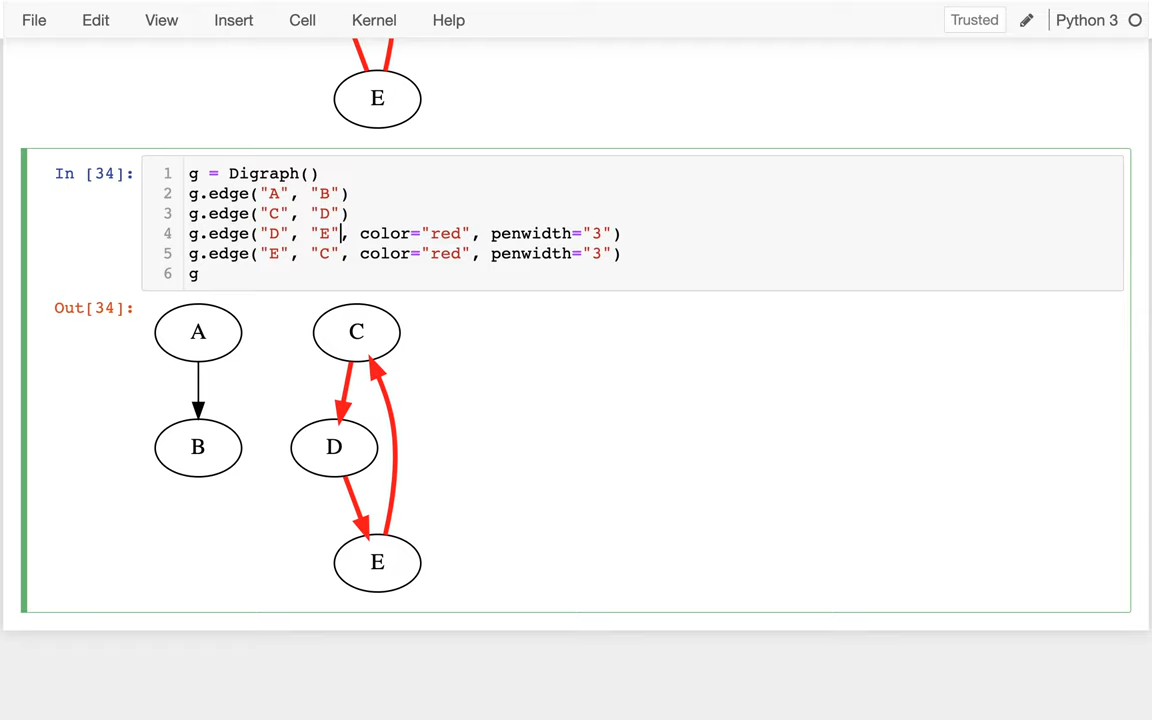 File Edit View Insert Cell Kernel Help Trusted Python 3
E
In [34]:
1 g = Digraph()
2 g.edge("A", "B")
3 g.edge("C", "D")
4 g.edge("D", "E", color="red", penwidth="3")
5 g.edge("E", "C", color="red", penwidth="3")
6 g
Out[34]:
A C
B D
E